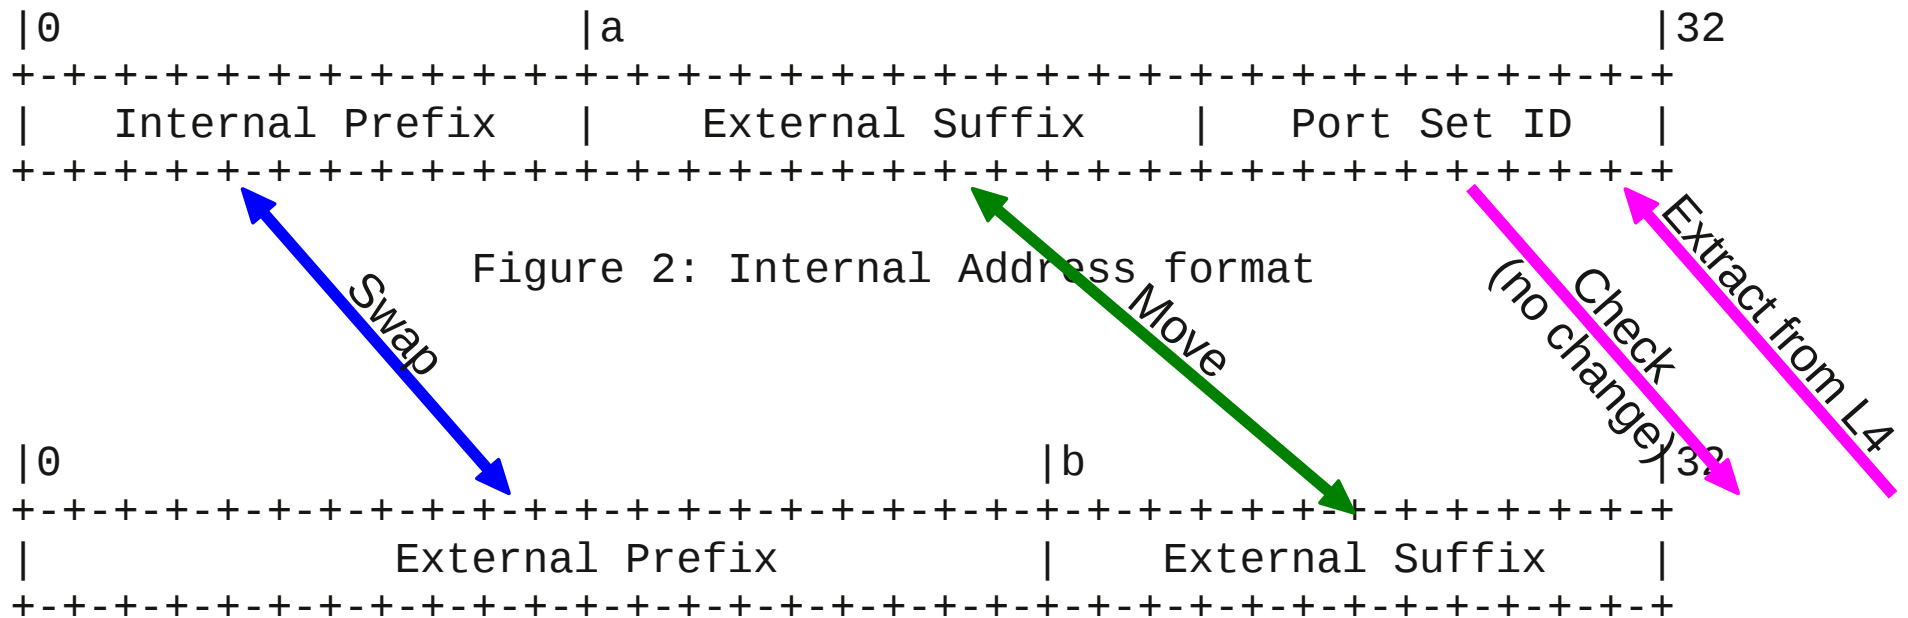 |0                    |a                                         |32
+-+-+-+-+-+-+-+-+-+-+-+-+-+-+-+-+-+-+-+-+-+-+-+-+-+-+-+-+-+-+-+-+
|   Internal Prefix   |    External Suffix    |   Port Set ID   |
+-+-+-+-+-+-+-+-+-+-+-+-+-+-+-+-+-+-+-+-+-+-+-+-+-+-+-+-+-+-+-+-+
Figure 2: Internal Address format
Swap
Move
Check
(no change)
Extract from L4
|0                                      |b                       |32
+-+-+-+-+-+-+-+-+-+-+-+-+-+-+-+-+-+-+-+-+-+-+-+-+-+-+-+-+-+-+-+-+
|              External Prefix          |    External Suffix    |
+-+-+-+-+-+-+-+-+-+-+-+-+-+-+-+-+-+-+-+-+-+-+-+-+-+-+-+-+-+-+-+-+